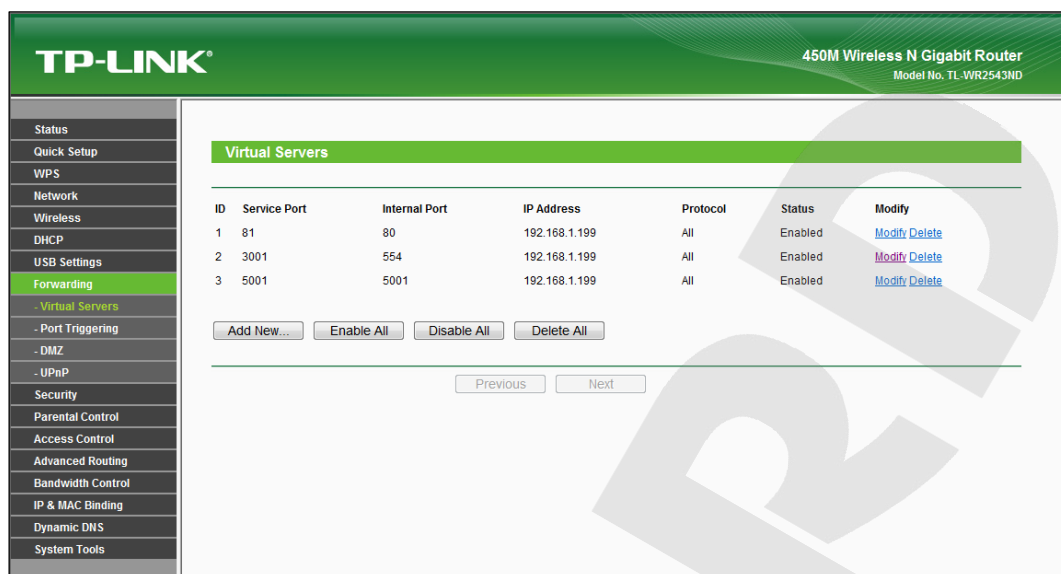 TP-LINK®
450M Wireless N Gigabit Router
Model No. TL-WR2543ND
Status
Quick Setup
WPS
Network
Wireless
DHCP
USB Settings
Forwarding
- Virtual Servers
- Port Triggering
- DMZ
- UPnP
Security
Parental Control
Access Control
Advanced Routing
Bandwidth Control
IP & MAC Binding
Dynamic DNS
System Tools
Virtual Servers
ID Service Port Internal Port IP Address Protocol Status Modify
1 81 80 192.168.1.199 All Enabled Modify Delete
2 3001 554 192.168.1.199 All Enabled Modify Delete
3 5001 5001 192.168.1.199 All Enabled Modify Delete
Add New... Enable All Disable All Delete All
Previous Next